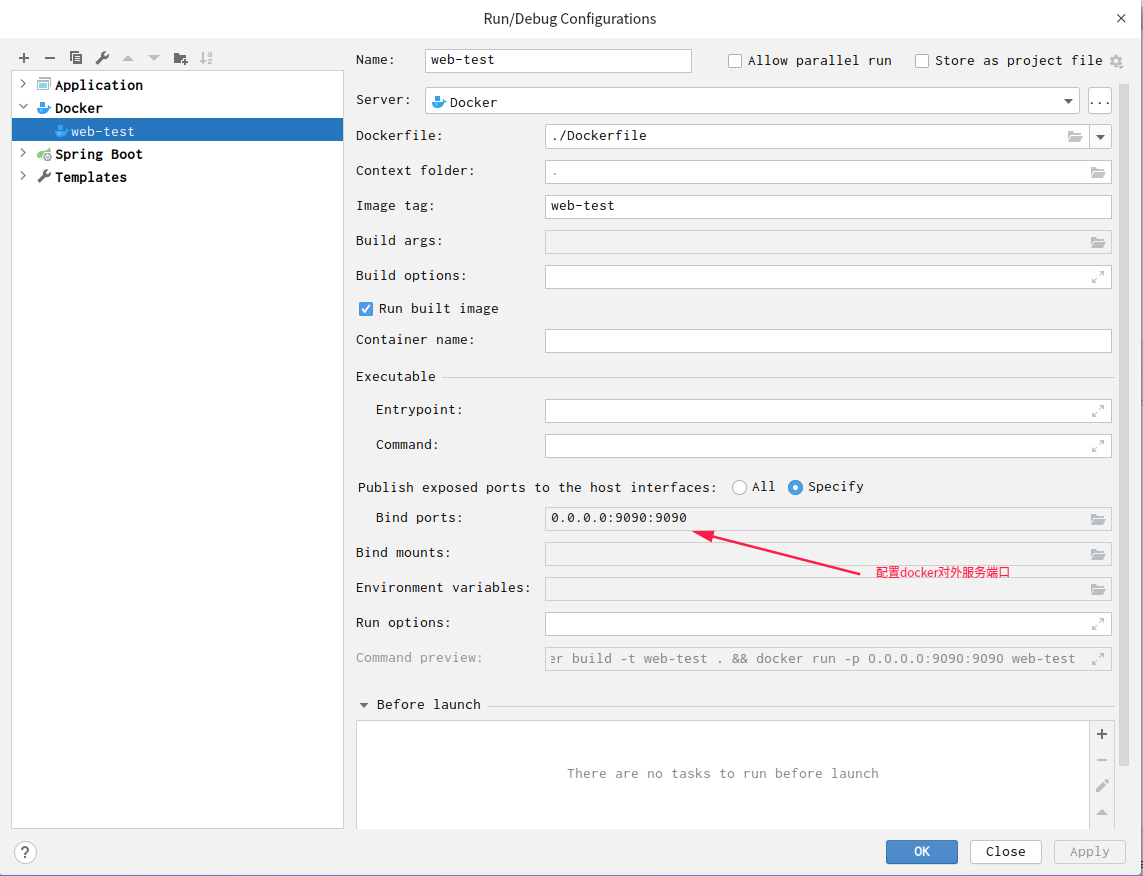 Run/Debug Configurations
Name: web-test Allow parallel run Store as project file
Application
Docker
web-test
Spring Boot
Templates
Server: Docker ...
Dockerfile: ./Dockerfile
Context folder: .
Image tag: web-test
Build args:
Build options:
Run built image
Container name:
Executable
Entrypoint:
Command:
Publish exposed ports to the host interfaces: All Specify
Bind ports: 0.0.0.0:9090:9090
Bind mounts:
配置docker对外服务端口
Environment variables:
Run options:
Command preview: er build -t web-test . && docker run -p 0.0.0.0:9090:9090 web-test
Before launch
There are no tasks to run before launch
? OK Close Apply